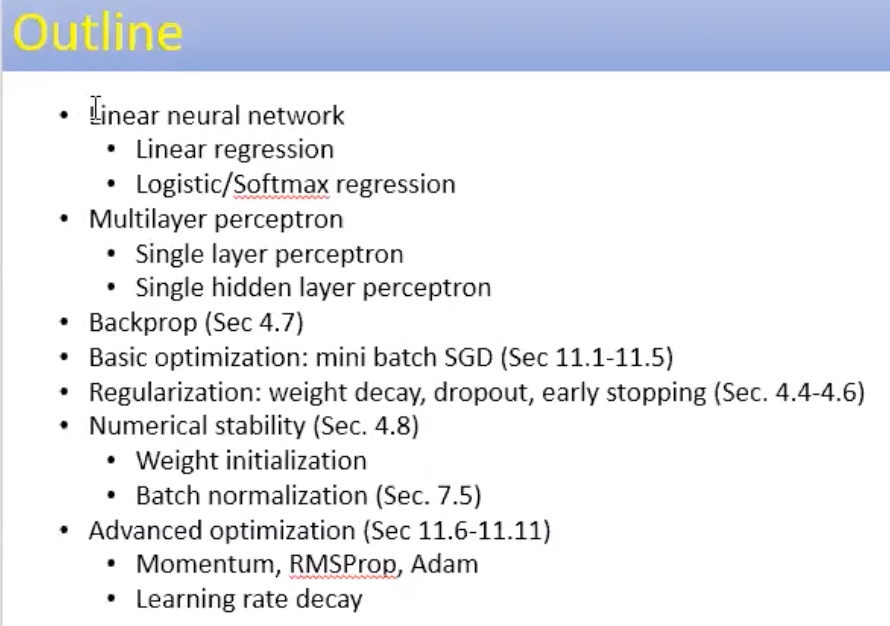 Outline
• Linear neural network
• Linear regression
• Logistic/Softmax regression
• Multilayer perceptron
• Single layer perceptron
• Single hidden layer perceptron
• Backprop (Sec 4.7)
• Basic optimization: mini batch SGD (Sec 11.1-11.5)
• Regularization: weight decay, dropout, early stopping (Sec. 4.4-4.6)
• Numerical stability (Sec. 4.8)
• Weight initialization
• Batch normalization (Sec. 7.5)
• Advanced optimization (Sec 11.6-11.11)
• Momentum, RMSProp, Adam
• Learning rate decay